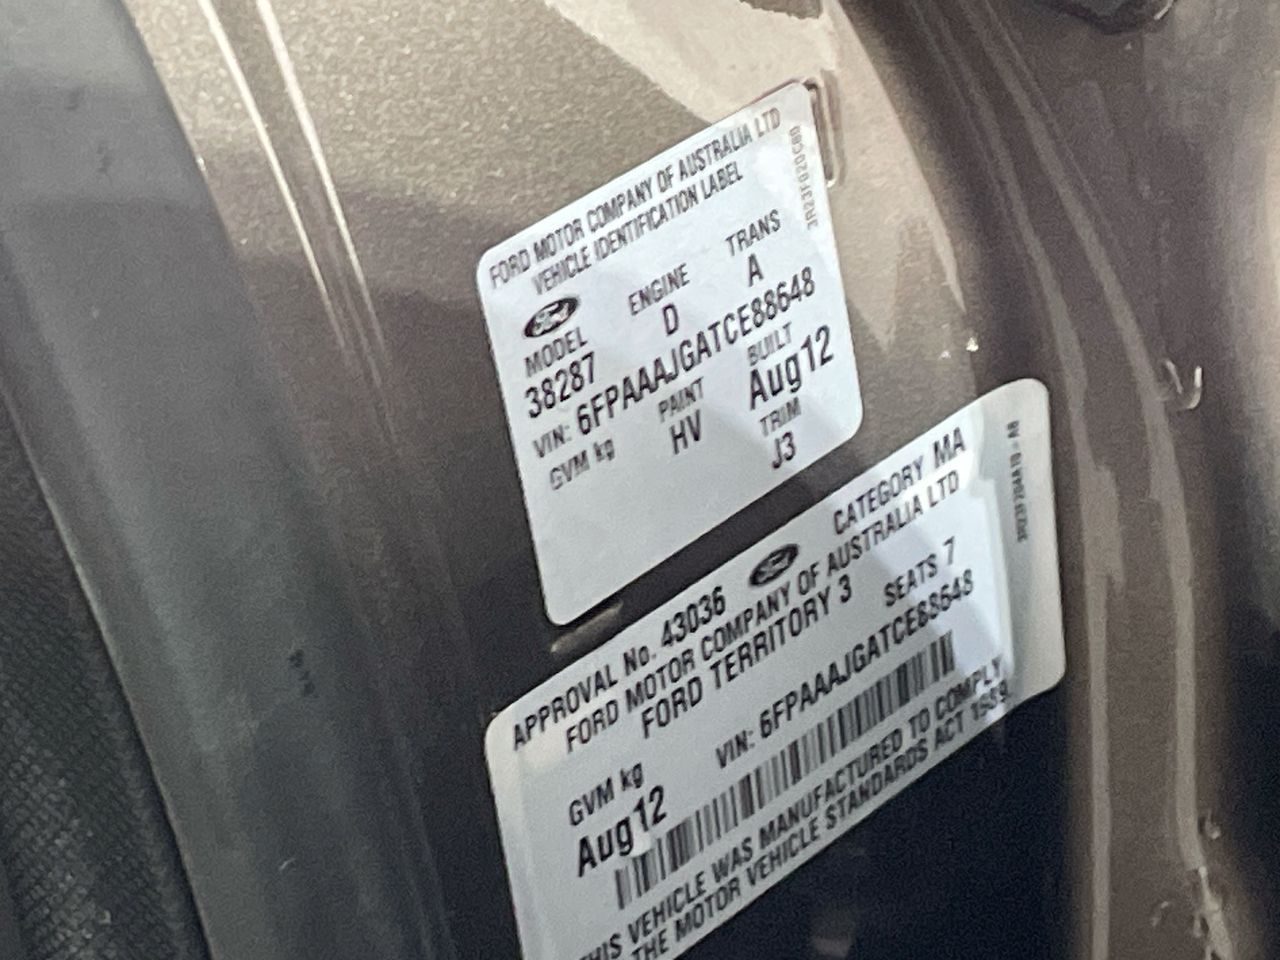 FORD MOTOR COMPANY OF AUSTRALIA LTD
VEHICLE IDENTIFICATION LABEL
Ford
MODEL ENGINE TRANS
38287 D A
VIN: 6FPAAAJGATCE88648
GVM kg PAINT BUILT
HV Aug12
TRIM
J3
APPROVAL No. 43036 Ford CATEGORY MA
FORD MOTOR COMPANY OF AUSTRALIA LTD
FORD TERRITORY 3 SEATS 7
VIN: 6FPAAAJGATCE88648
GVM kg
Aug12
THIS VEHICLE WAS MANUFACTURED TO COMPLY
THE MOTOR VEHICLE STANDARDS ACT 1989